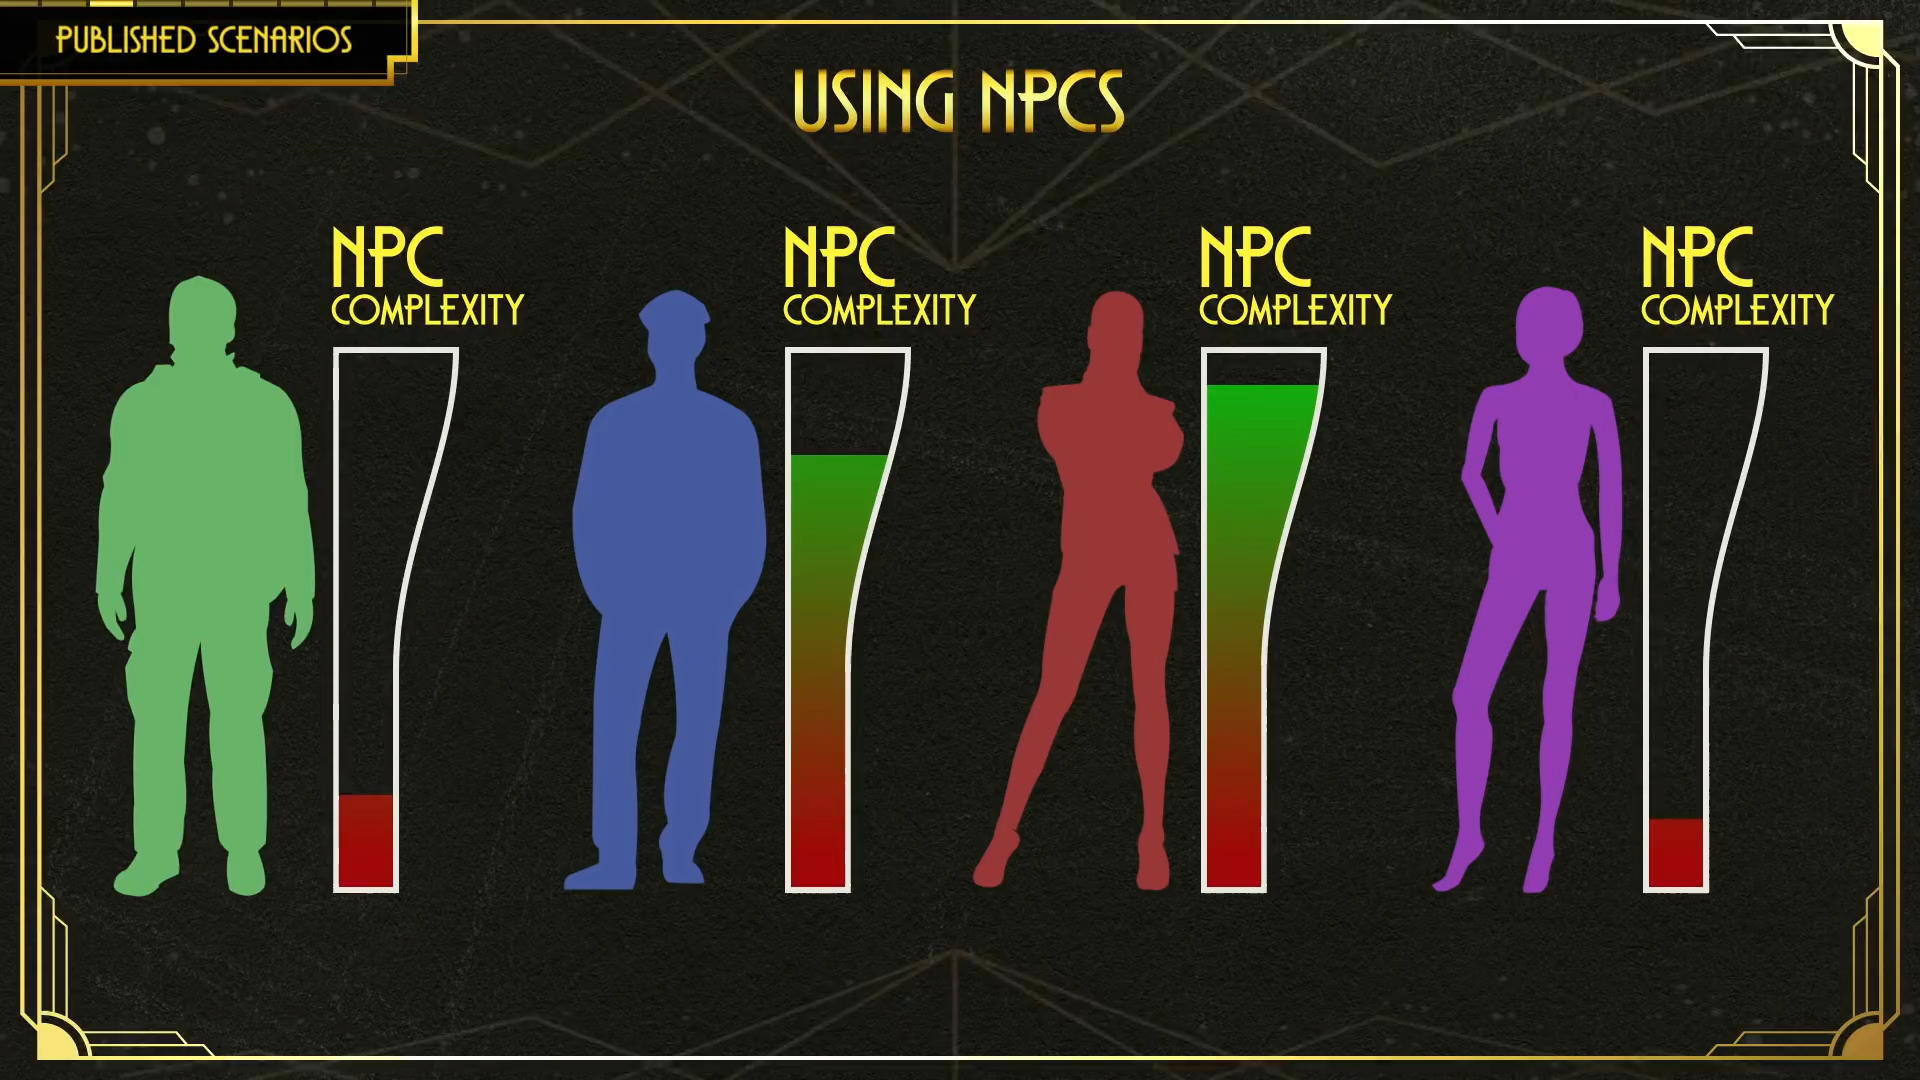 PUBLISHED SCENARIOS
USING NPCS
NPC
COMPLEXITY
NPC
COMPLEXITY
NPC
COMPLEXITY
NPC
COMPLEXITY